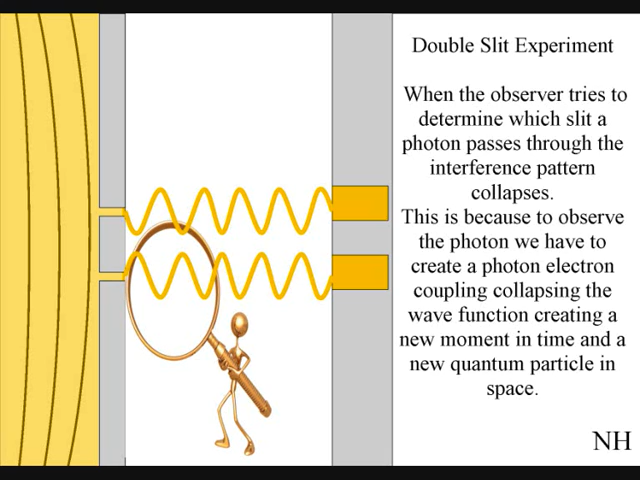 Double Slit Experiment
When the observer tries to
determine which slit a
photon passes through the
interference pattern
collapses.
This is because to observe
the photon we have to
create a photon electron
coupling collapsing the
wave function creating a
new moment in time and a
new quantum particle in
space.
NH